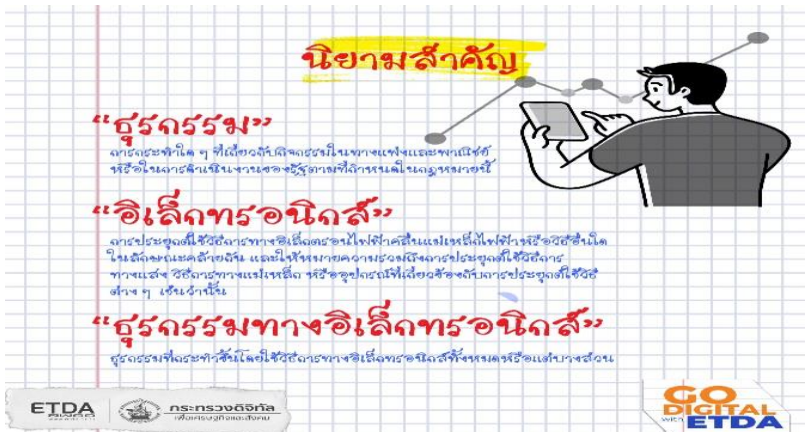 นิยามสำคัญ
“ธุรกรรม”
การกระทำใด ๆ ที่เกี่ยวกับกิจกรรมในทางแพ่งและพาณิชย์
หรือในการดำเนินงานของรัฐตามที่กำหนดในกฎหมายนี้
“อิเล็กทรอนิกส์”
การประยุกต์ใช้วิธีการทางอิเล็กตรอนไฟฟ้าคลื่นแม่เหล็กไฟฟ้าหรือวิธีอื่นใด
ในลักษณะคล้ายกัน และให้หมายความรวมถึงการประยุกต์ใช้วิธีการ
ทางแสง วิธีการทางแม่เหล็ก หรืออุปกรณ์ที่เกี่ยวข้องกับการประยุกต์ใช้วิธี
ต่าง ๆ เช่นว่านั้น
“ธุรกรรมทางอิเล็กทรอนิกส์”
ธุรกรรมที่กระทำขึ้นโดยใช้วิธีการทางอิเล็กทรอนิกส์ทั้งหมดหรือแต่บางส่วน
ETDA
กระทรวงดิจิทัล
เพื่อเศรษฐกิจและสังคม
GO
DIGITAL
with ETDA